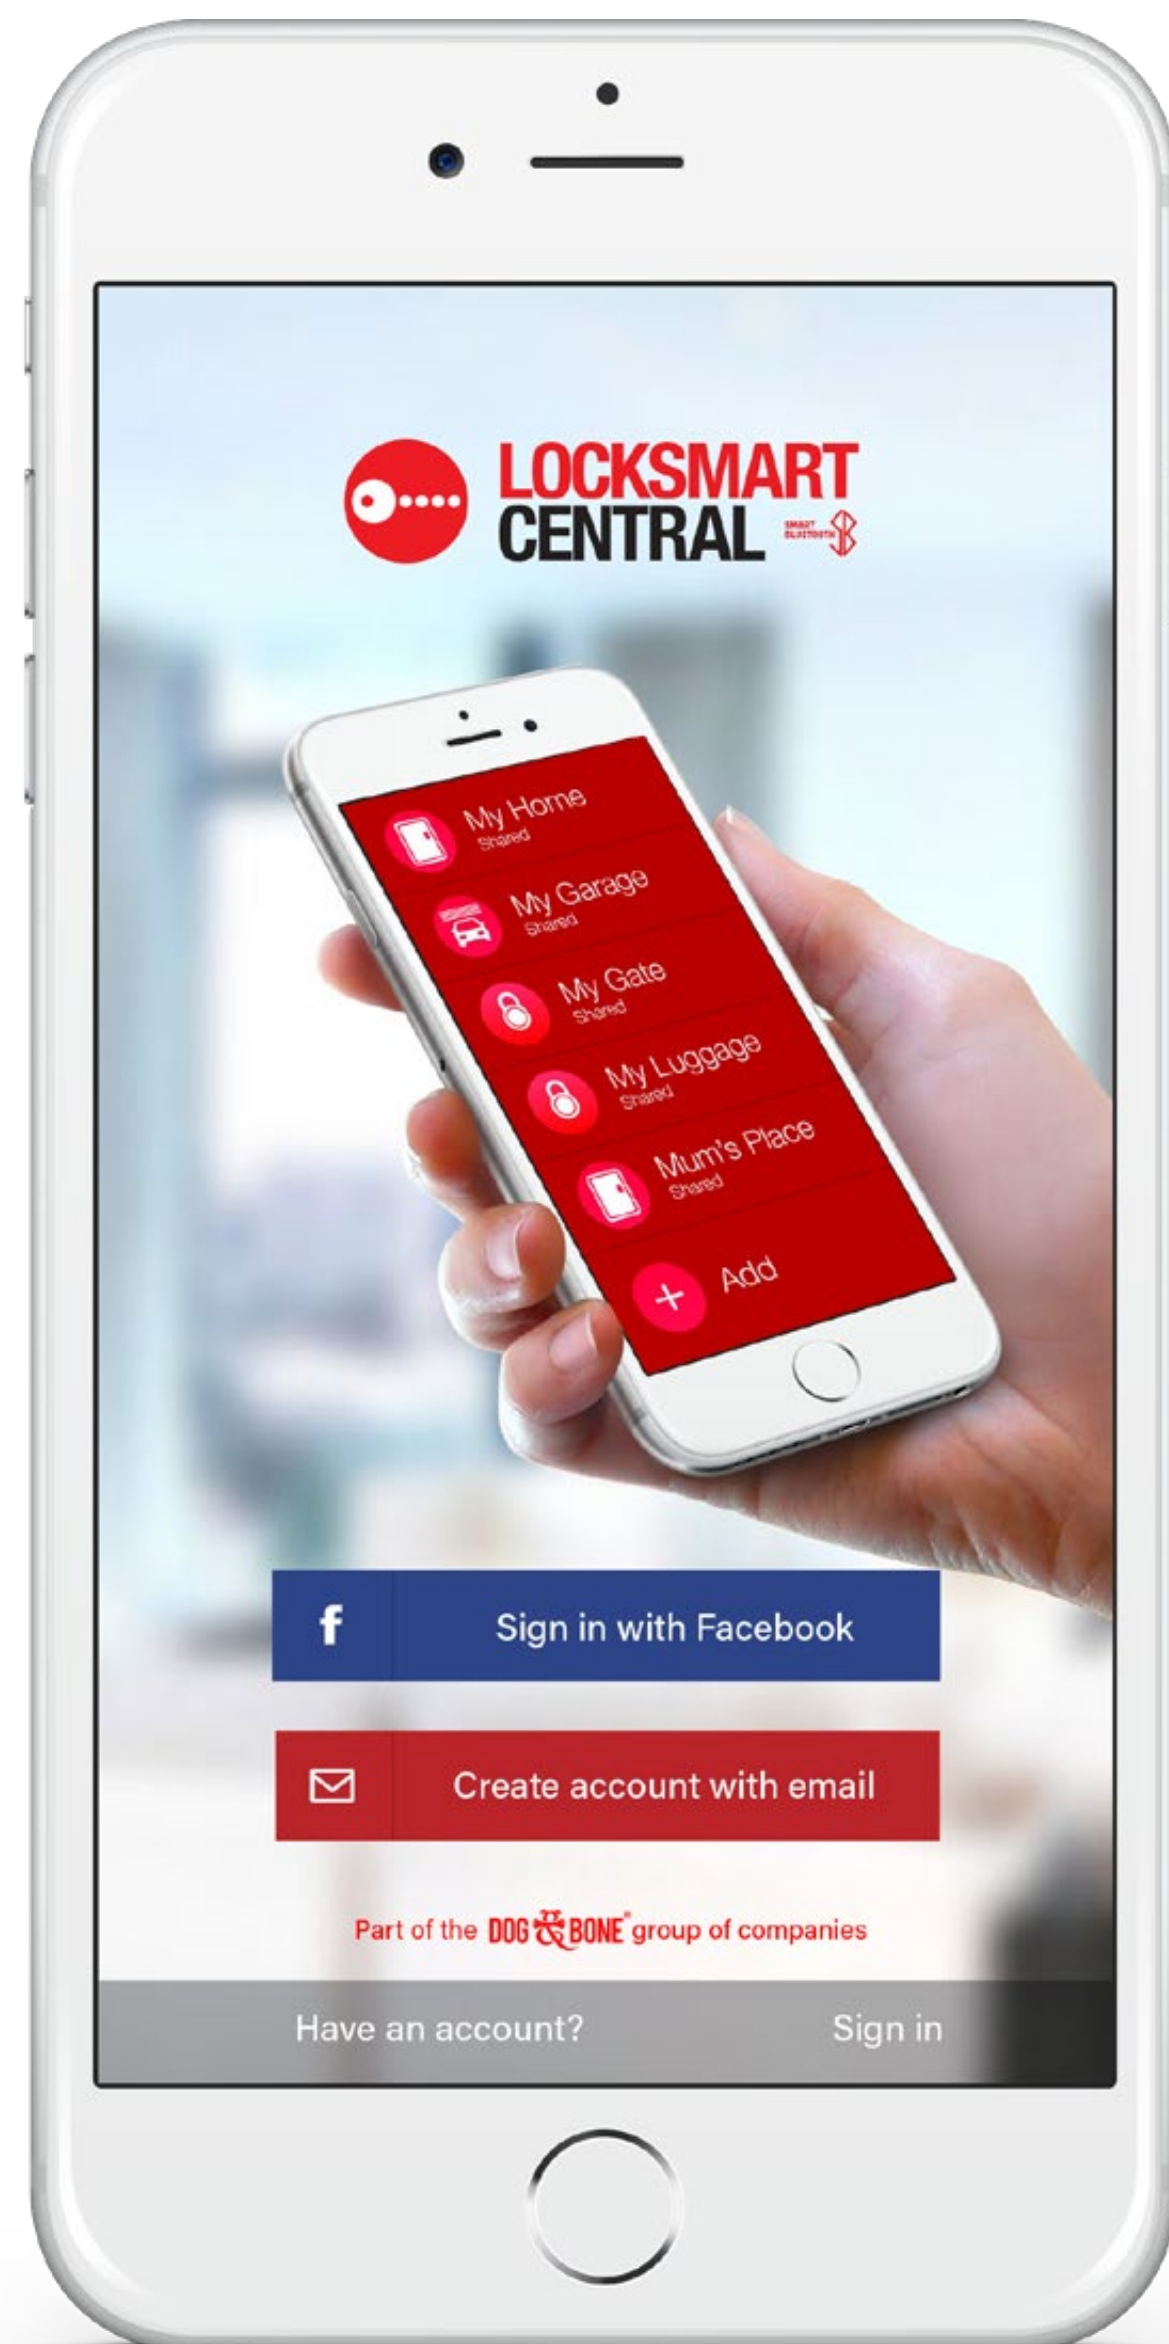 LOCKSMART
CENTRAL
SMART
BLUETOOTH
My Home
Shared
My Garage
Shared
My Gate
Shared
My Luggage
Shared
Mum's Place
Shared
Add
f Sign in with Facebook
Create account with email
Part of the DOG & BONE® group of companies
Have an account? Sign in